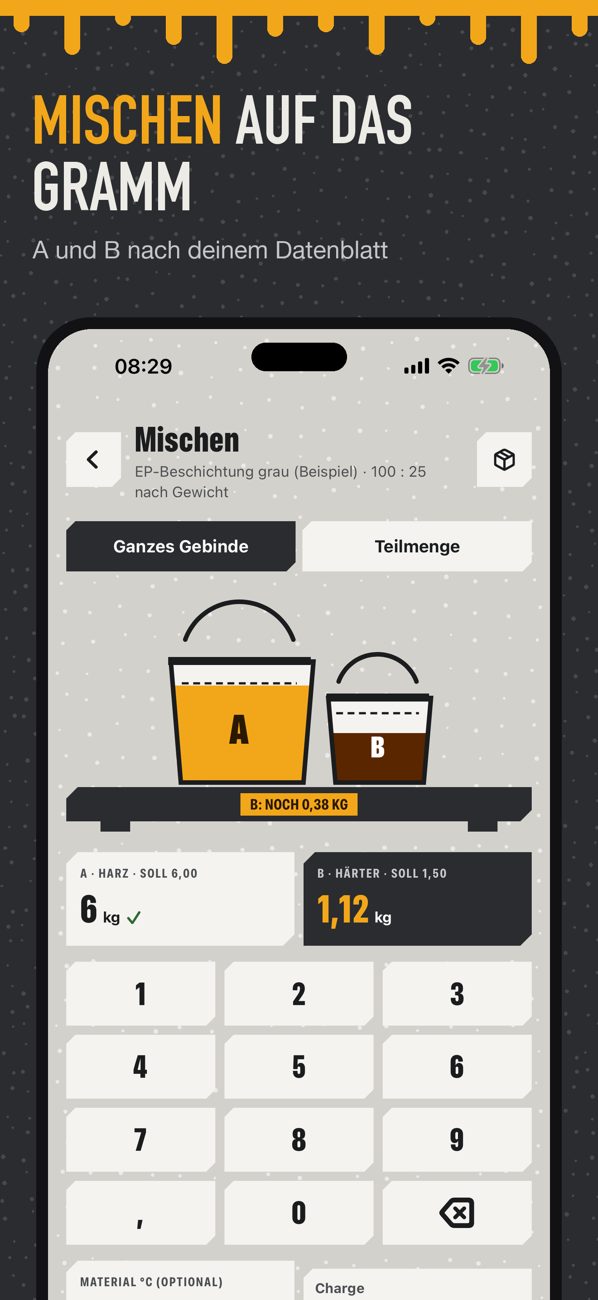 MISCHEN AUF DAS
GRAMM
A und B nach deinem Datenblatt
08:29
Mischen
EP-Beschichtung grau (Beispiel) · 100 : 25
nach Gewicht
Ganzes Gebinde
Teilmenge
A
B
B: NOCH 0,38 KG
A · HARZ · SOLL 6,00
6 kg ✓
B · HÄRTER · SOLL 1,50
1,12 kg
1
2
3
4
5
6
7
8
9
,
0
MATERIAL °C (OPTIONAL)
Charge